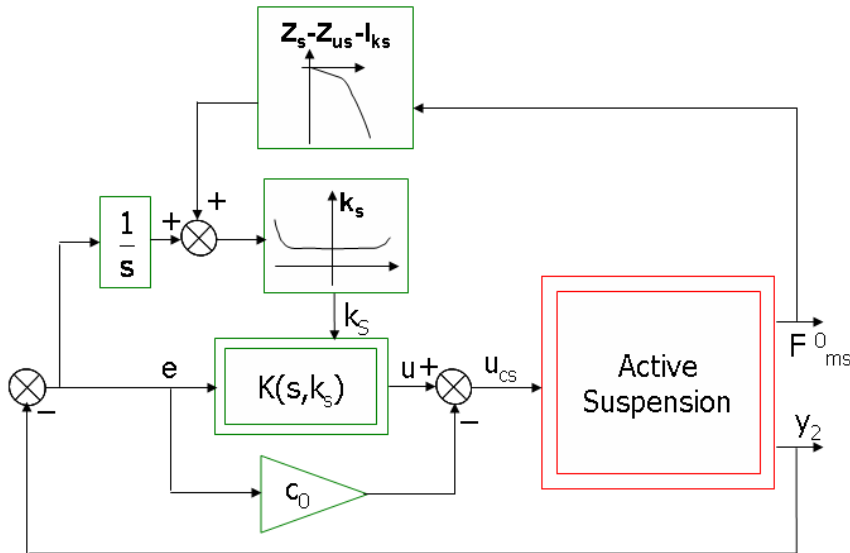 Zs-Zus-lks
+
1
s
+
ks
kS
e
K(s,ks)
u
+
ucs
−
−
c0
Active
Suspension
F0ms
y2